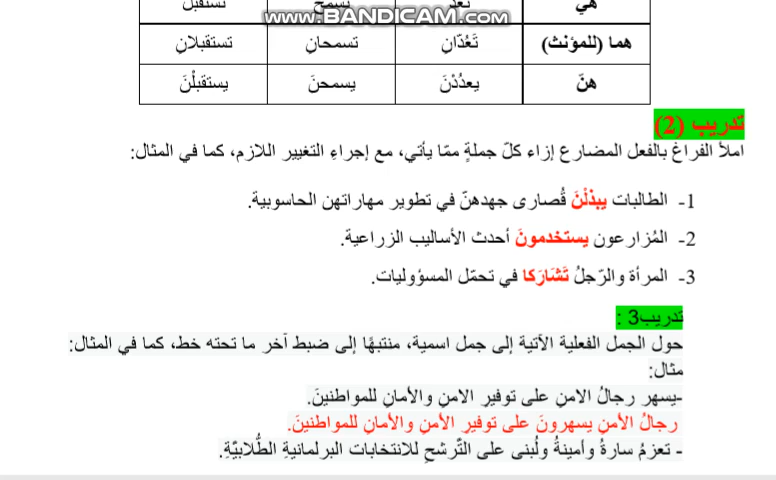 هي تَعُدّ تسمح تستقبل
www.BANDICAM.com
هما (للمؤنث) تَعُدّانِ تسمحانِ تستقبلانِ
هنّ يعدُدْنَ يسمحنَ يستقبلْنَ
تدريب (2)
املأ الفراغ بالفعل المضارع إزاء كلّ جملةٍ ممّا يأتي، مع إجراءِ التغيير اللازم، كما في المثال:
1- الطالبات يبذلْنَ قُصارى جهدهنّ في تطوير مهاراتهن الحاسوبية.
2- المُزارعون يستخدمونَ أحدث الأساليب الزراعية.
3- المرأة والرّجلُ تَشَارَكا في تحمّل المسؤوليات.
تدريب3 :
حول الجمل الفعلية الآتية إلى جمل اسمية، منتبهًا إلى ضبط آخر ما تحته خط، كما في المثال:
مثال:
-يسهر رجالُ الامنِ على توفيرِ الامنِ والأمانِ للمواطنينَ.
رجالُ الأمنِ يسهرونَ على توفيرِ الأمنِ والأمانِ للمواطنينَ.
- تعزمُ سارةُ وأمينةُ ولُبنى على التّرشحِ للانتخابات البرلمانيةِ الطُّلابيَّةِ.